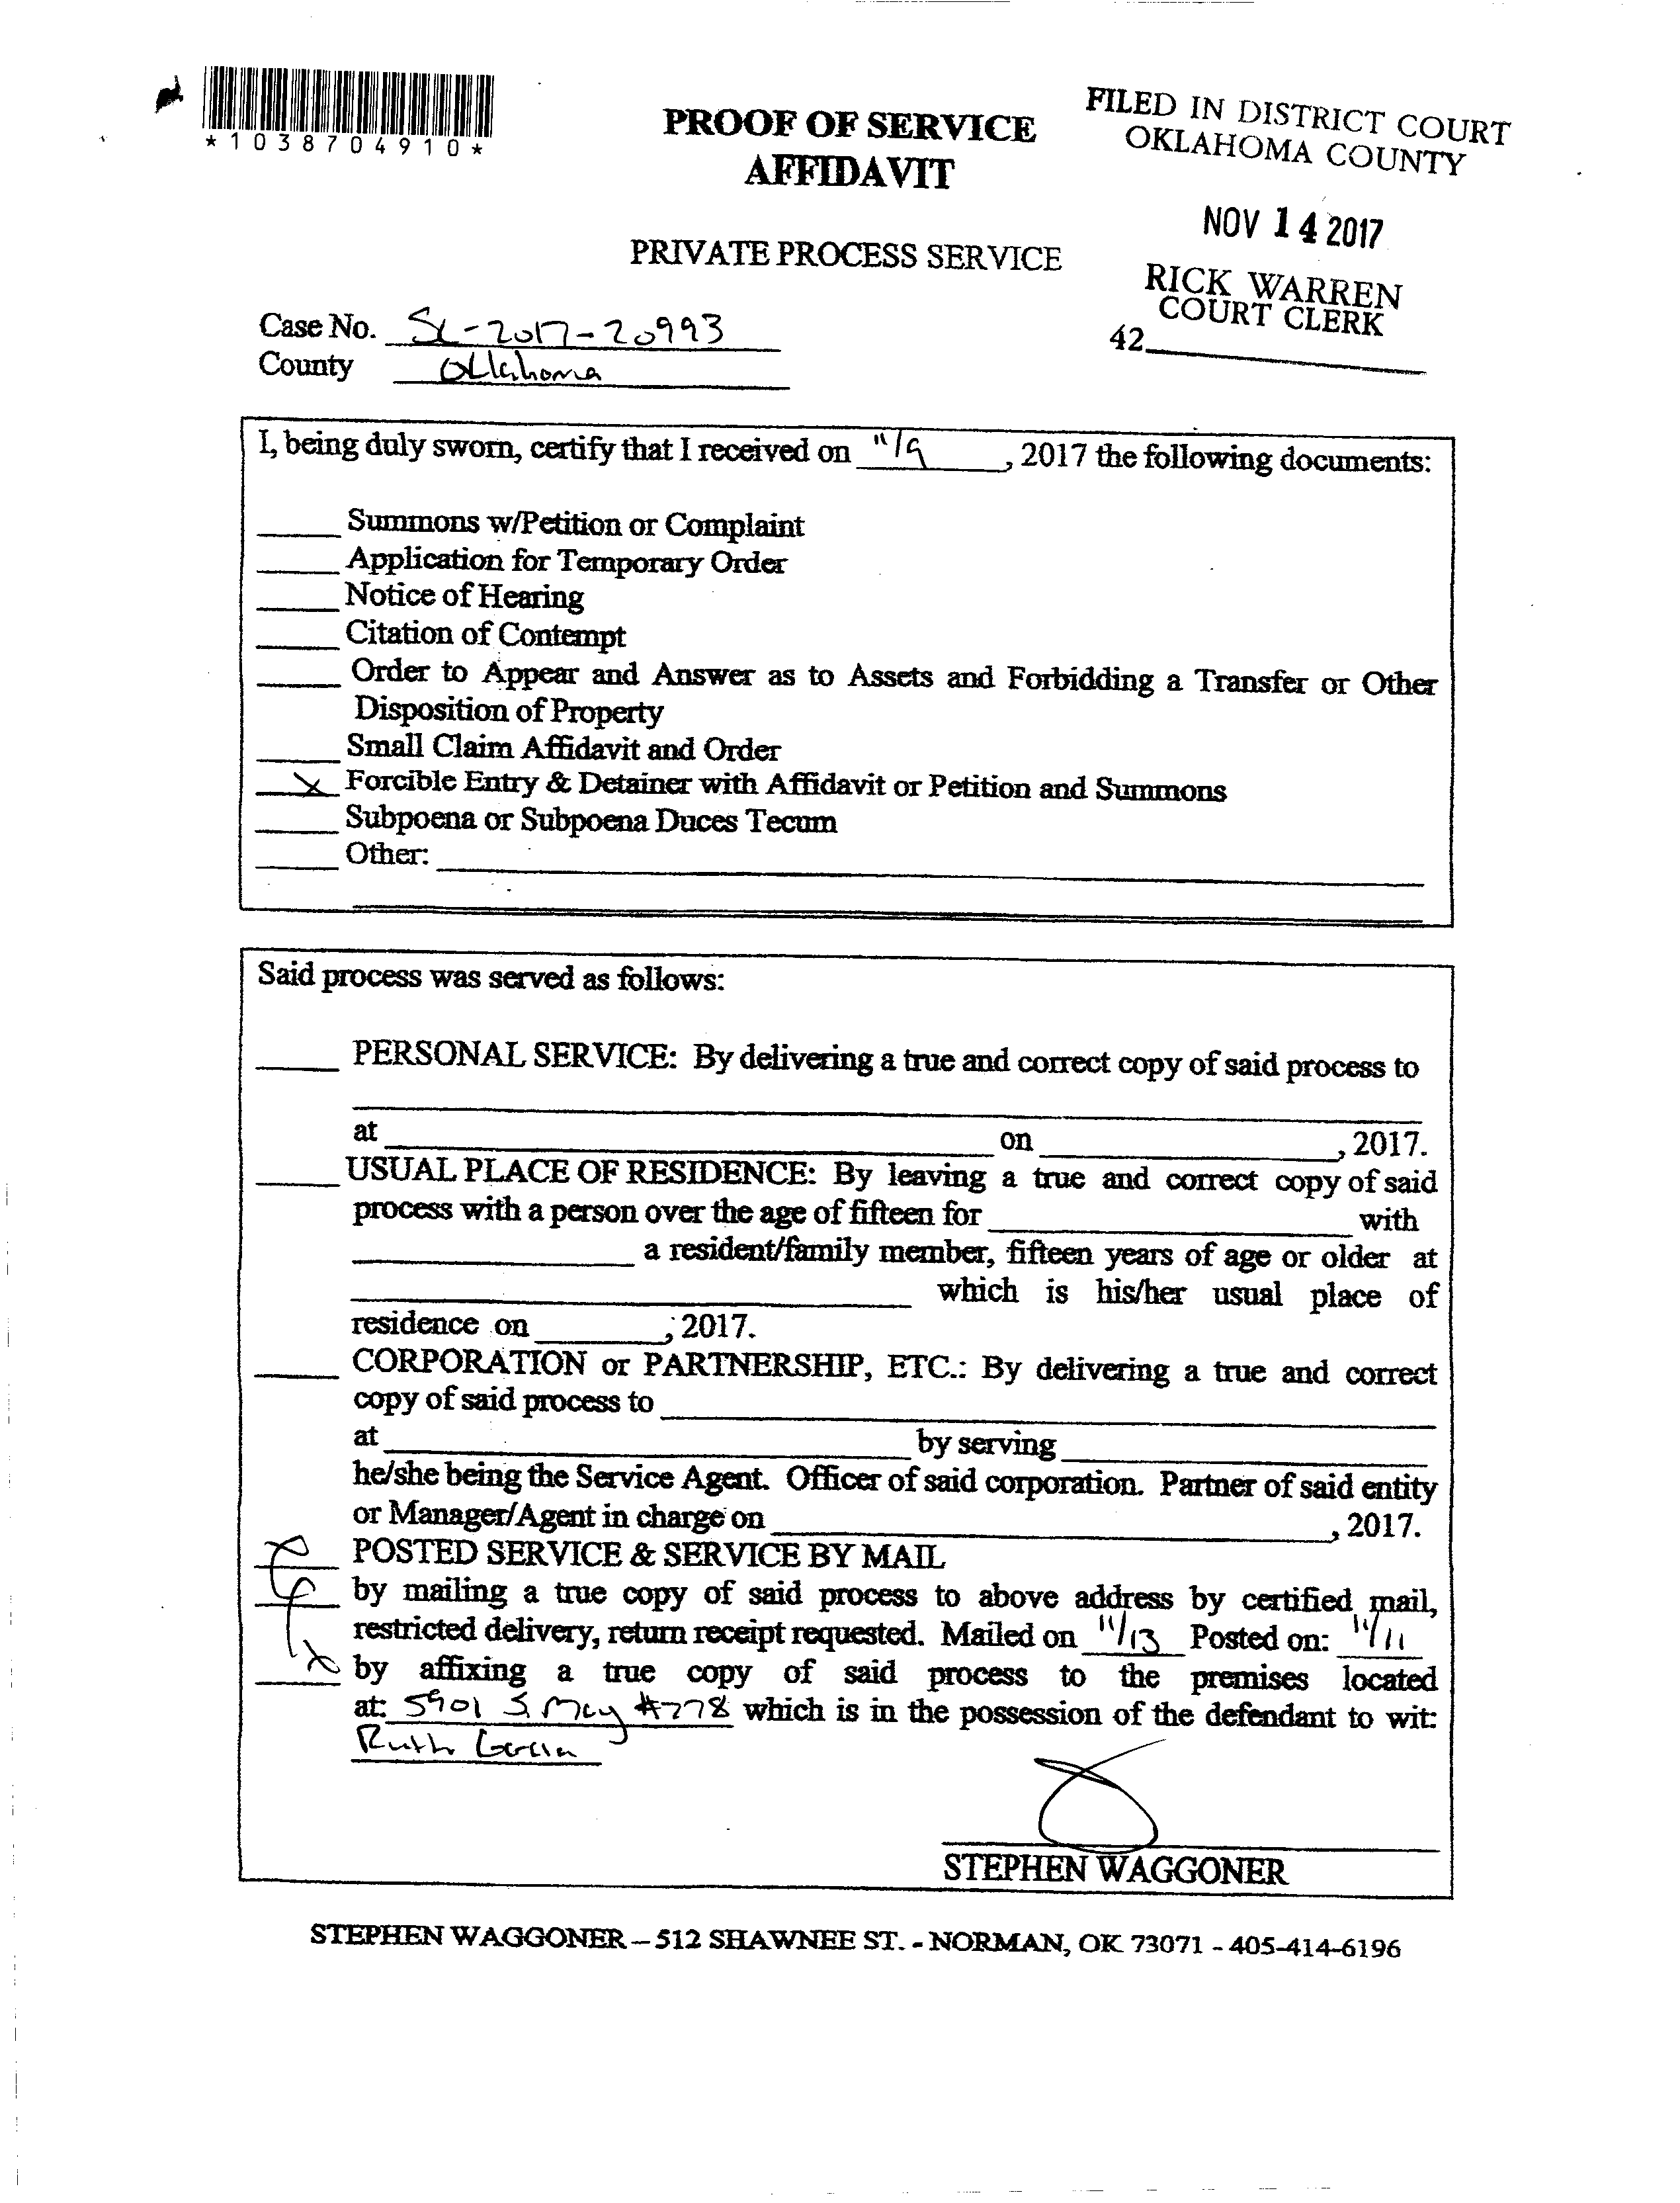 *1038704910*
PROOF OF SERVICE
AFFIDAVIT
FILED IN DISTRICT COURT
OKLAHOMA COUNTY
NOV 14 2017
PRIVATE PROCESS SERVICE
RICK WARREN
COURT CLERK
42
Case No. SC-2017-20993
County Oklahoma
I, being duly sworn, certify that I received on 11/9, 2017 the following documents:
Summons w/Petition or Complaint
Application for Temporary Order
Notice of Hearing
Citation of Contempt
Order to Appear and Answer as to Assets and Forbidding a Transfer or Other
Disposition of Property
Small Claim Affidavit and Order
X Forcible Entry & Detainer with Affidavit or Petition and Summons
Subpoena or Subpoena Duces Tecum
Other:
Said process was served as follows:
PERSONAL SERVICE: By delivering a true and correct copy of said process to
at on , 2017.
USUAL PLACE OF RESIDENCE: By leaving a true and correct copy of said
process with a person over the age of fifteen for with
a resident/family member, fifteen years of age or older at
which is his/her usual place of
residence on , 2017.
CORPORATION or PARTNERSHIP, ETC.: By delivering a true and correct
copy of said process to
at by serving
he/she being the Service Agent. Officer of said corporation. Partner of said entity
or Manager/Agent in charge on , 2017.
POSTED SERVICE & SERVICE BY MAIL
by mailing a true copy of said process to above address by certified mail,
restricted delivery, return receipt requested. Mailed on 11/13 Posted on: 11/11
X by affixing a true copy of said process to the premises located
at: 5901 S. May #778 which is in the possession of the defendant to wit:
Ruth
STEPHEN WAGGONER
STEPHEN WAGGONER – 512 SHAWNEE ST. - NORMAN, OK 73071 - 405-414-6196